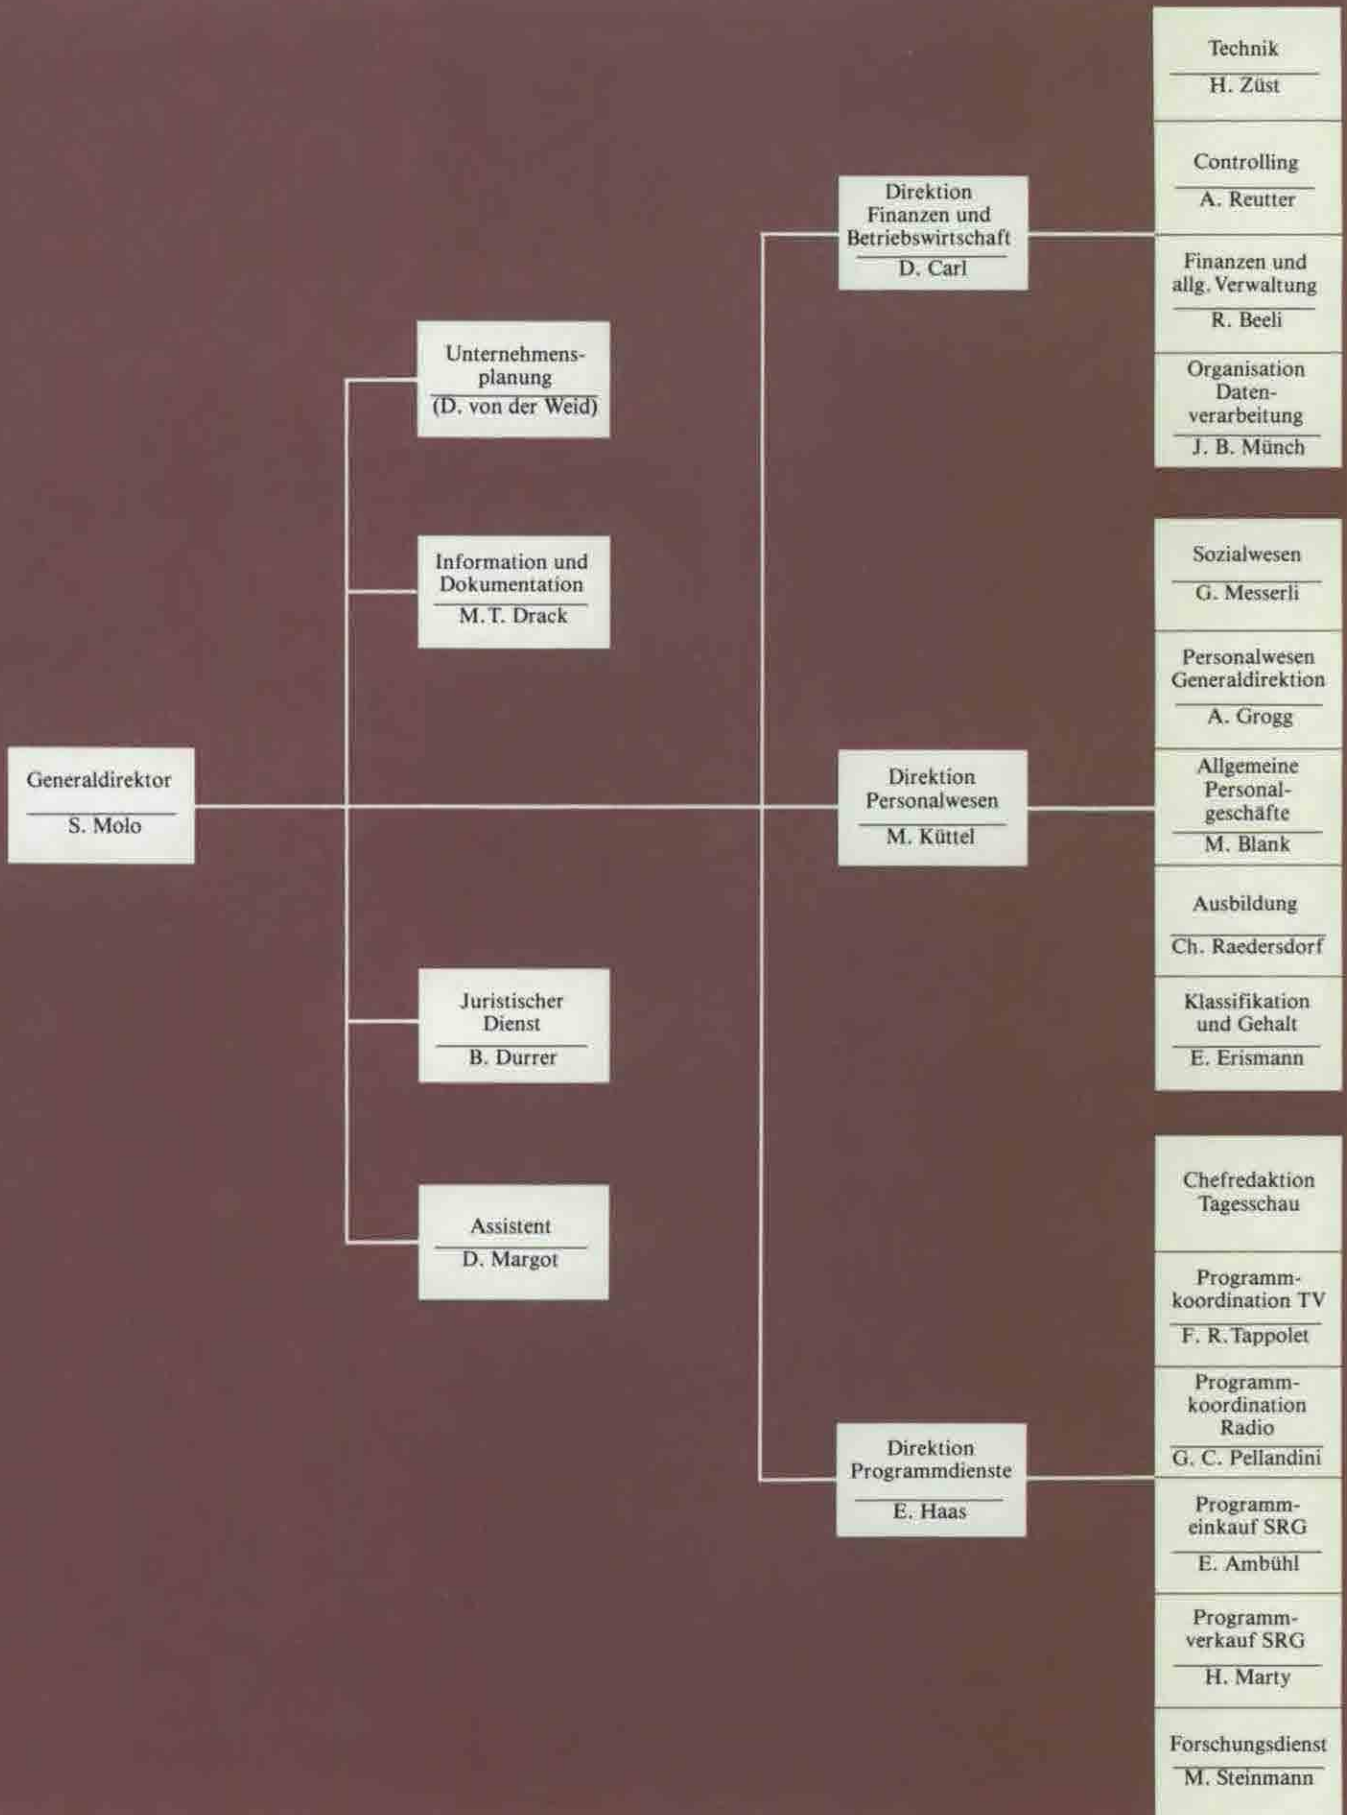 Generaldirektor
S. Molo
Unternehmens-
planung
(D. von der Weid)
Information und
Dokumentation
M. T. Drack
Juristischer
Dienst
B. Durrer
Assistent
D. Margot
Direktion
Finanzen und
Betriebswirtschaft
D. Carl
Technik
H. Züst
Controlling
A. Reutter
Finanzen und
allg. Verwaltung
R. Beeli
Organisation
Daten-
verarbeitung
J. B. Münch
Direktion
Personalwesen
M. Küttel
Sozialwesen
G. Messerli
Personalwesen
Generaldirektion
A. Grogg
Allgemeine
Personal-
geschäfte
M. Blank
Ausbildung
Ch. Raedersdorf
Klassifikation
und Gehalt
E. Erismann
Direktion
Programmdienste
E. Haas
Chefredaktion
Tagesschau
Programm-
koordination TV
F. R. Tappolet
Programm-
koordination
Radio
G. C. Pellandini
Programm-
einkauf SRG
E. Ambühl
Programm-
verkauf SRG
H. Marty
Forschungsdienst
M. Steinmann